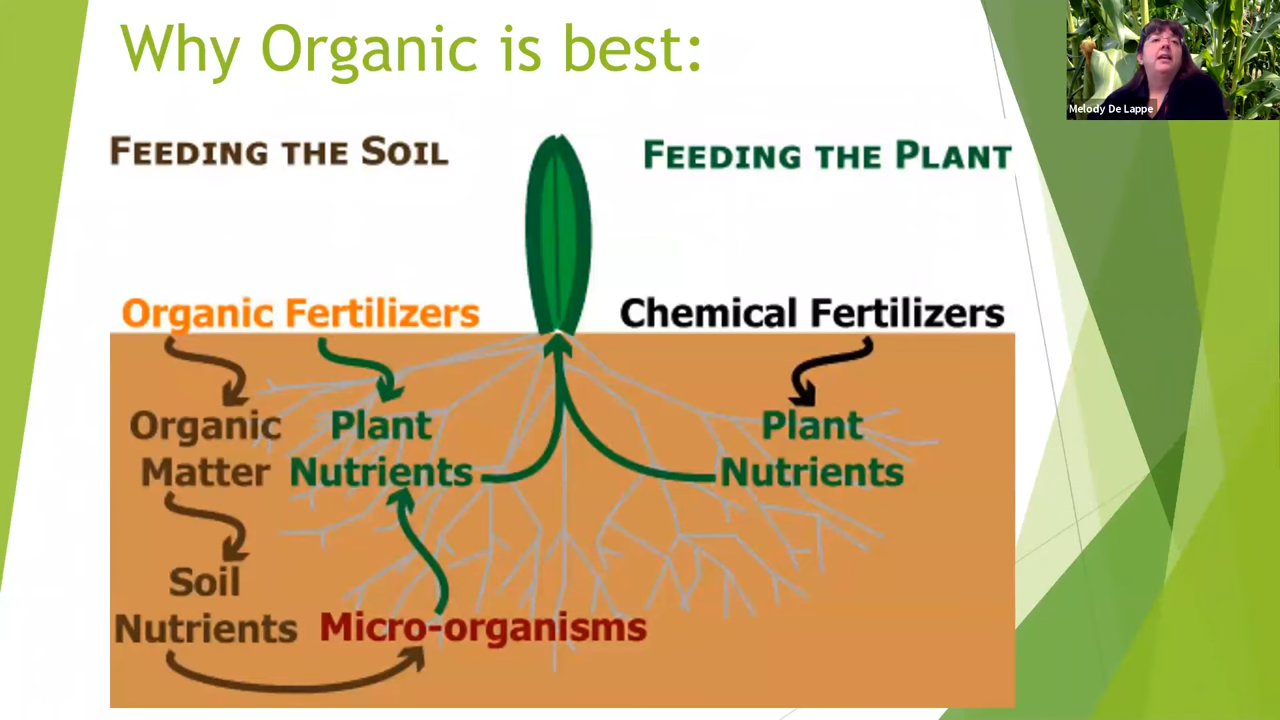 Why Organic is best:
Melody De Lappe
FEEDING THE SOIL
FEEDING THE PLANT
Organic Fertilizers
Chemical Fertilizers
Organic
Matter
Plant
Nutrients
Plant
Nutrients
Soil
Nutrients
Micro-organisms